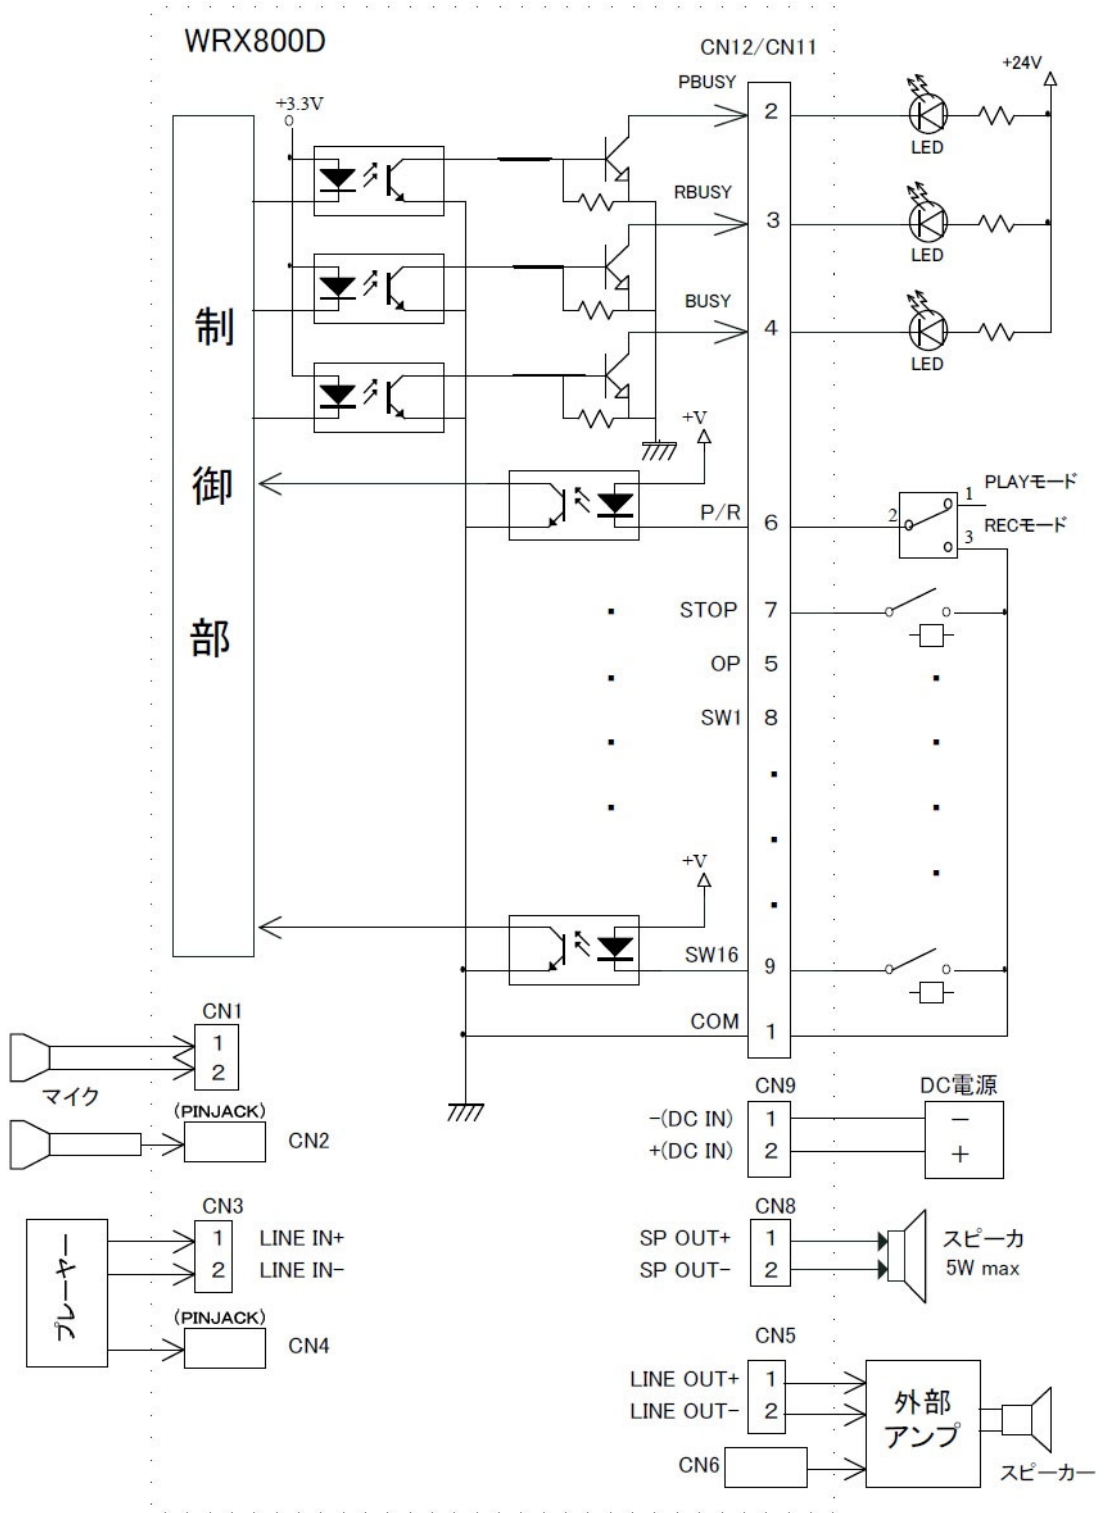 WRX800D
CN12/CN11
+24V
+3.3V
PBUSY
2
LED
RBUSY
3
LED
BUSY
4
LED
制御部
+V
P/R
6
2
1
PLAYモード
RECモード
3
STOP
7
OP
5
SW1
8
+V
SW16
9
COM
1
CN1
1
2
マイク
(PINJACK)
CN2
CN9
DC電源
-(DC IN)
1
−
+(DC IN)
2
+
CN3
1
LINE IN+
2
LINE IN-
プレーヤー
(PINJACK)
CN4
CN8
SP OUT+
1
SP OUT-
2
スピーカ
5W max
CN5
LINE OUT+
1
LINE OUT-
2
外部
アンプ
CN6
スピーカー